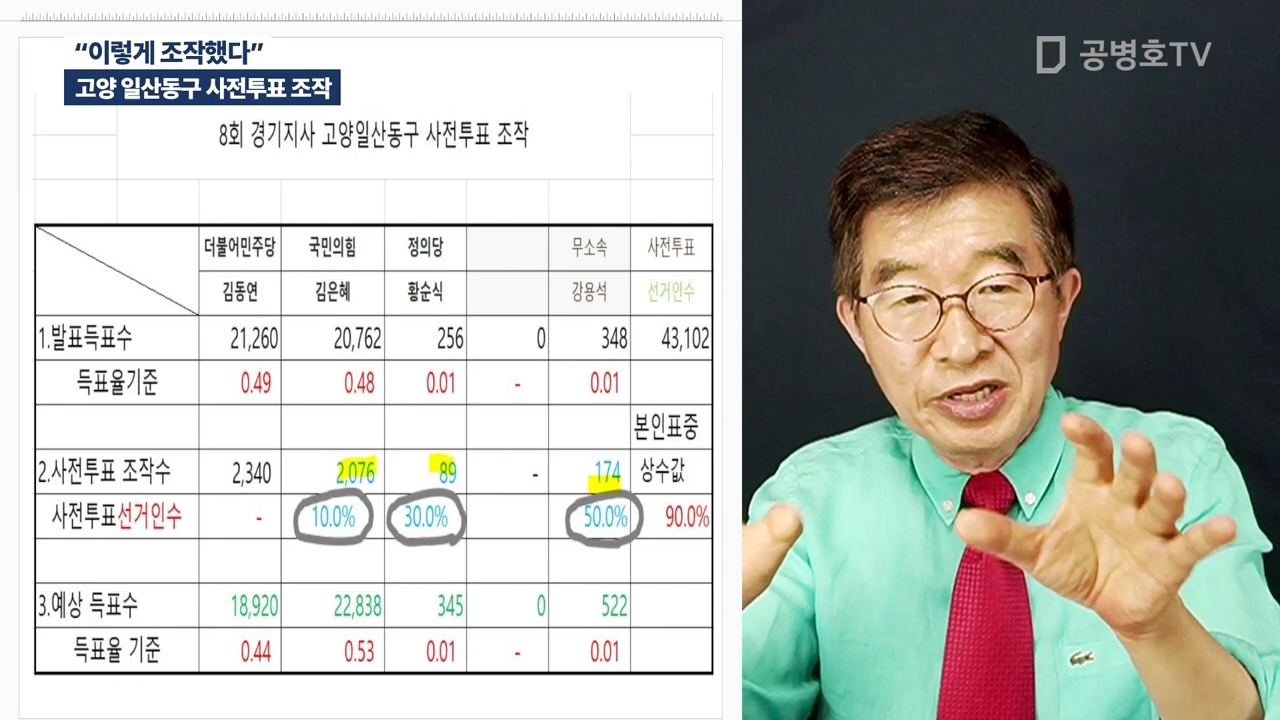 “이렇게 조작했다”
고양 일산동구 사전투표 조작
공병호TV
8회 경기지사 고양일산동구 사전투표 조작
더불어민주당 국민의힘 정의당 무소속 사전투표
김동연 김은혜 황순식 강용석 선거인수
1.발표득표수 21,260 20,762 256 0 348 43,102
득표율기준 0.49 0.48 0.01 - 0.01
본인표중
2.사전투표 조작수 2,340 2,076 89 - 174 상수값
사전투표선거인수 - 10.0% 30.0% 50.0% 90.0%
3.예상 득표수 18,920 22,838 345 0 522
득표율 기준 0.44 0.53 0.01 - 0.01